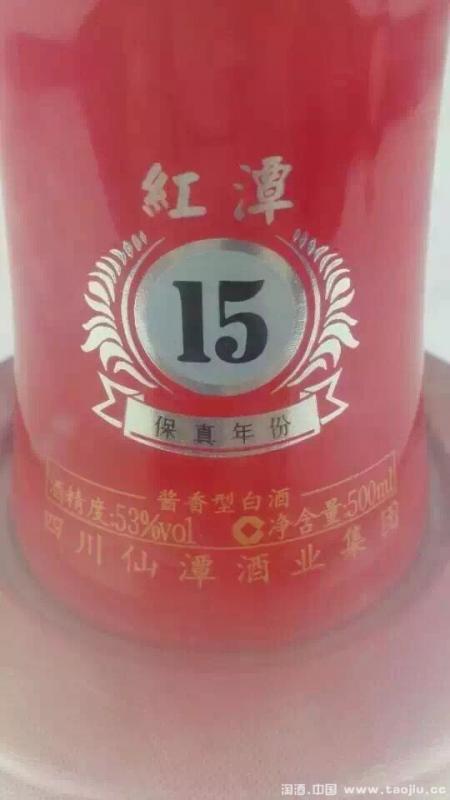 紅潭
15
保真年份
酱香型白酒
酒精度:53%vol 净含量:500ml
四川仙潭酒业集团
淘酒.中国 www.taojiu.cc